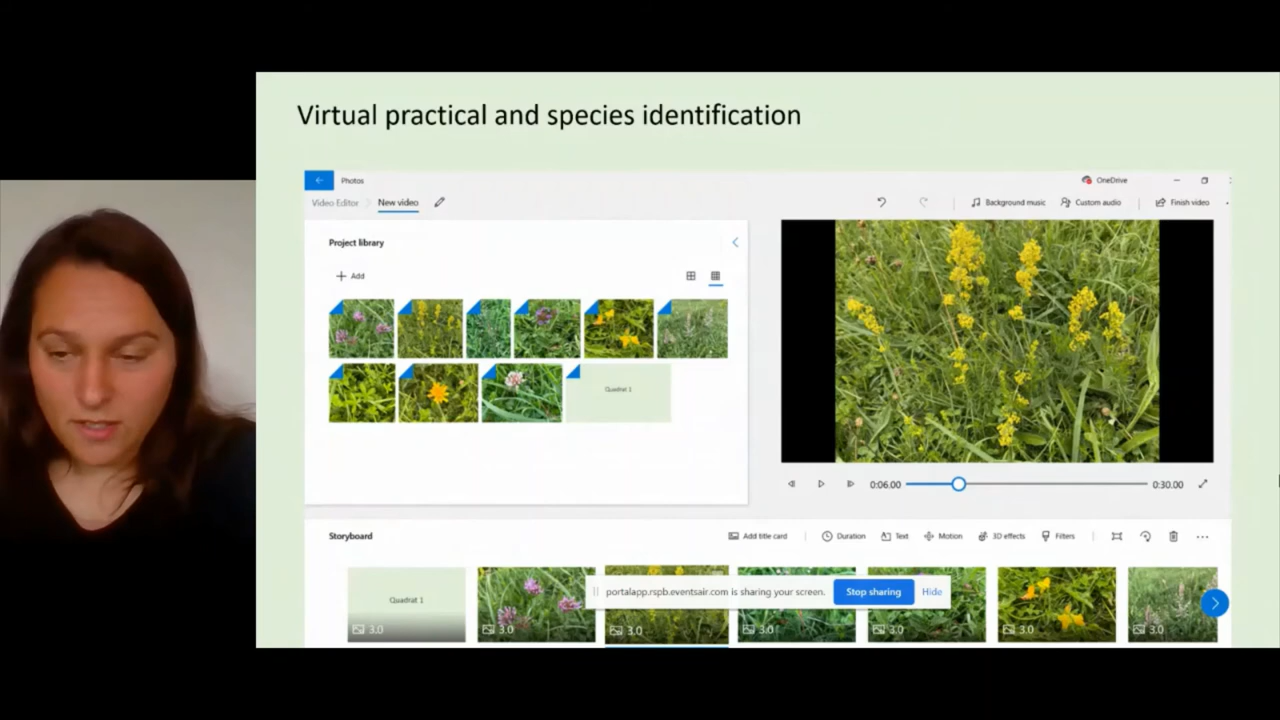 Virtual practical and species identification
Photos
OneDrive
Video Editor New video
Background music Custom audio Finish video
Project library
Add
Quadrat 1
0:06.00 0:30.00
Storyboard
Add title card Duration Text Motion 3D effects Filters
Quadrat 1
portalapp.rspb.eventsair.com is sharing your screen. Stop sharing Hide
3.0 3.0 3.0 3.0 3.0 3.0 3.0